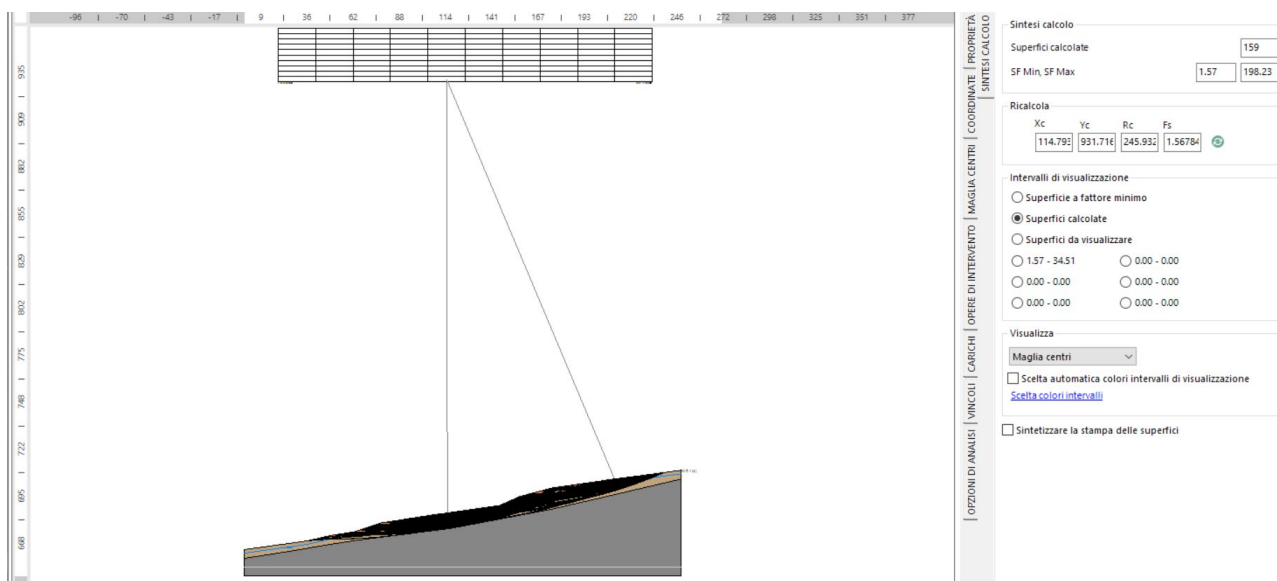 -96 -70 -43 -17 9 36 62 88 114 141 167 193 220 246 272 298 325 351 377
935
909
882
855
829
802
775
748
722
695
668
OPZIONI DI ANALISI | VINCOLI | CARICHI | OPERE DI INTERVENTO | MAGLIA CENTRI | COORDINATE | PROPRIETÀ
SINTESI CALCOLO
Sintesi calcolo
Superfici calcolate 159
SF Min, SF Max 1.57 198.23
Ricalcola
Xc Yc Rc Fs
114.793 931.716 245.932 1.56784
Intervalli di visualizzazione
Superficie a fattore minimo
Superfici calcolate
Superfici da visualizzare
1.57 - 34.51 0.00 - 0.00
0.00 - 0.00 0.00 - 0.00
0.00 - 0.00 0.00 - 0.00
Visualizza
Maglia centri
Scelta automatica colori intervalli di visualizzazione
Scelta colori intervalli
Sintetizzare la stampa delle superfici